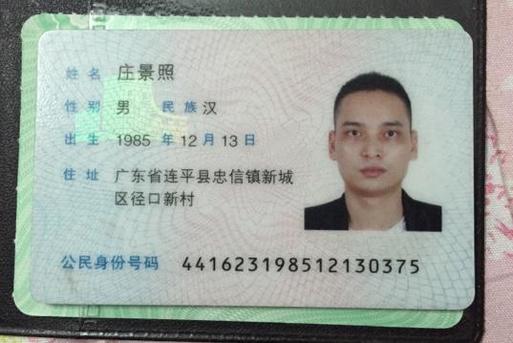 姓名 庄景照
性别 男 民族 汉
出生 1985 年 12 月 13 日
住址 广东省连平县忠信镇新城
区径口新村
公民身份号码 441623198512130375